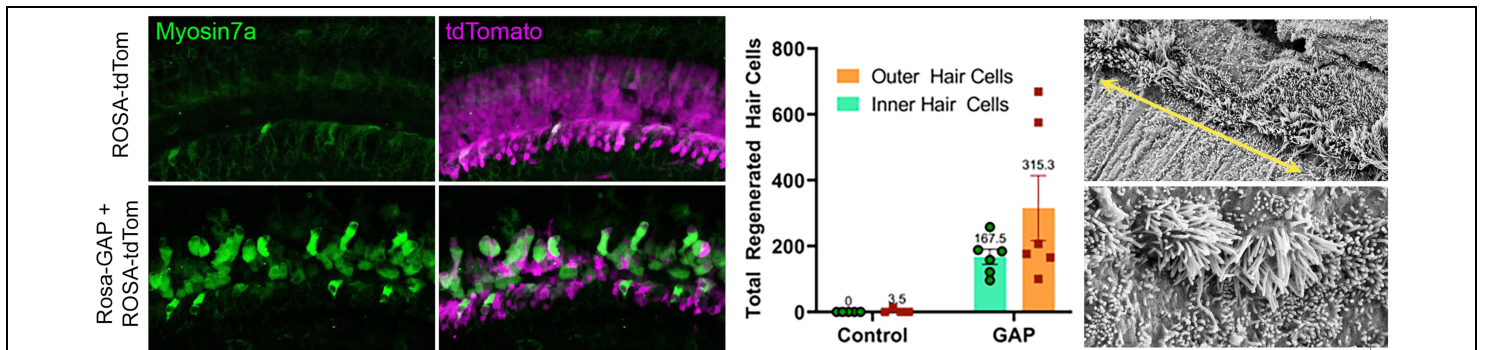 ROSA-tdTom
Myosin7a
tdTomato
Rosa-GAP +
ROSA-tdTom
Total Regenerated Hair Cells
800
600
400
200
0
Outer Hair Cells
Inner Hair Cells
0
3.5
167.5
315.3
Control
GAP